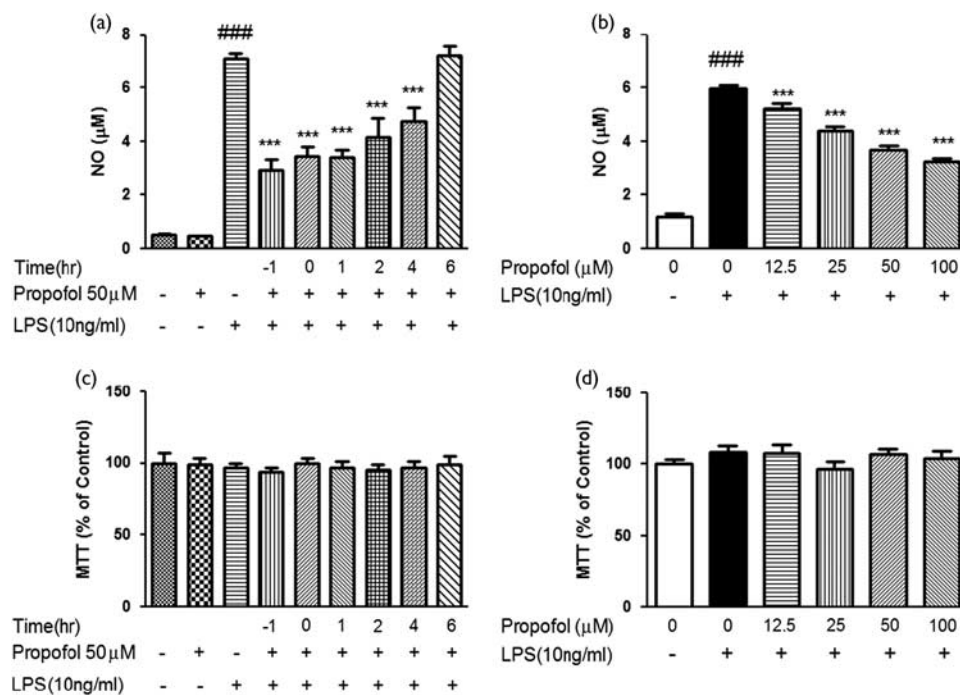 (a)
###
8
6
4
2
0
NO (μM)
***
***
***
***
***
Time(hr) -1 0 1 2 4 6
Propofol 50μM - + - + + + + + +
LPS(10ng/ml) - - + + + + + + +
(b)
###
8
6
4
2
0
NO (μM)
***
***
***
***
Propofol (μM) 0 0 12.5 25 50 100
LPS(10ng/ml) - + + + + +
(c)
150
100
50
0
MTT (% of Control)
Time(hr) -1 0 1 2 4 6
Propofol 50μM - + - + + + + + +
LPS(10ng/ml) - - + + + + + + +
(d)
150
100
50
0
MTT (% of Control)
Propofol (μM) 0 0 12.5 25 50 100
LPS(10ng/ml) - + + + + +